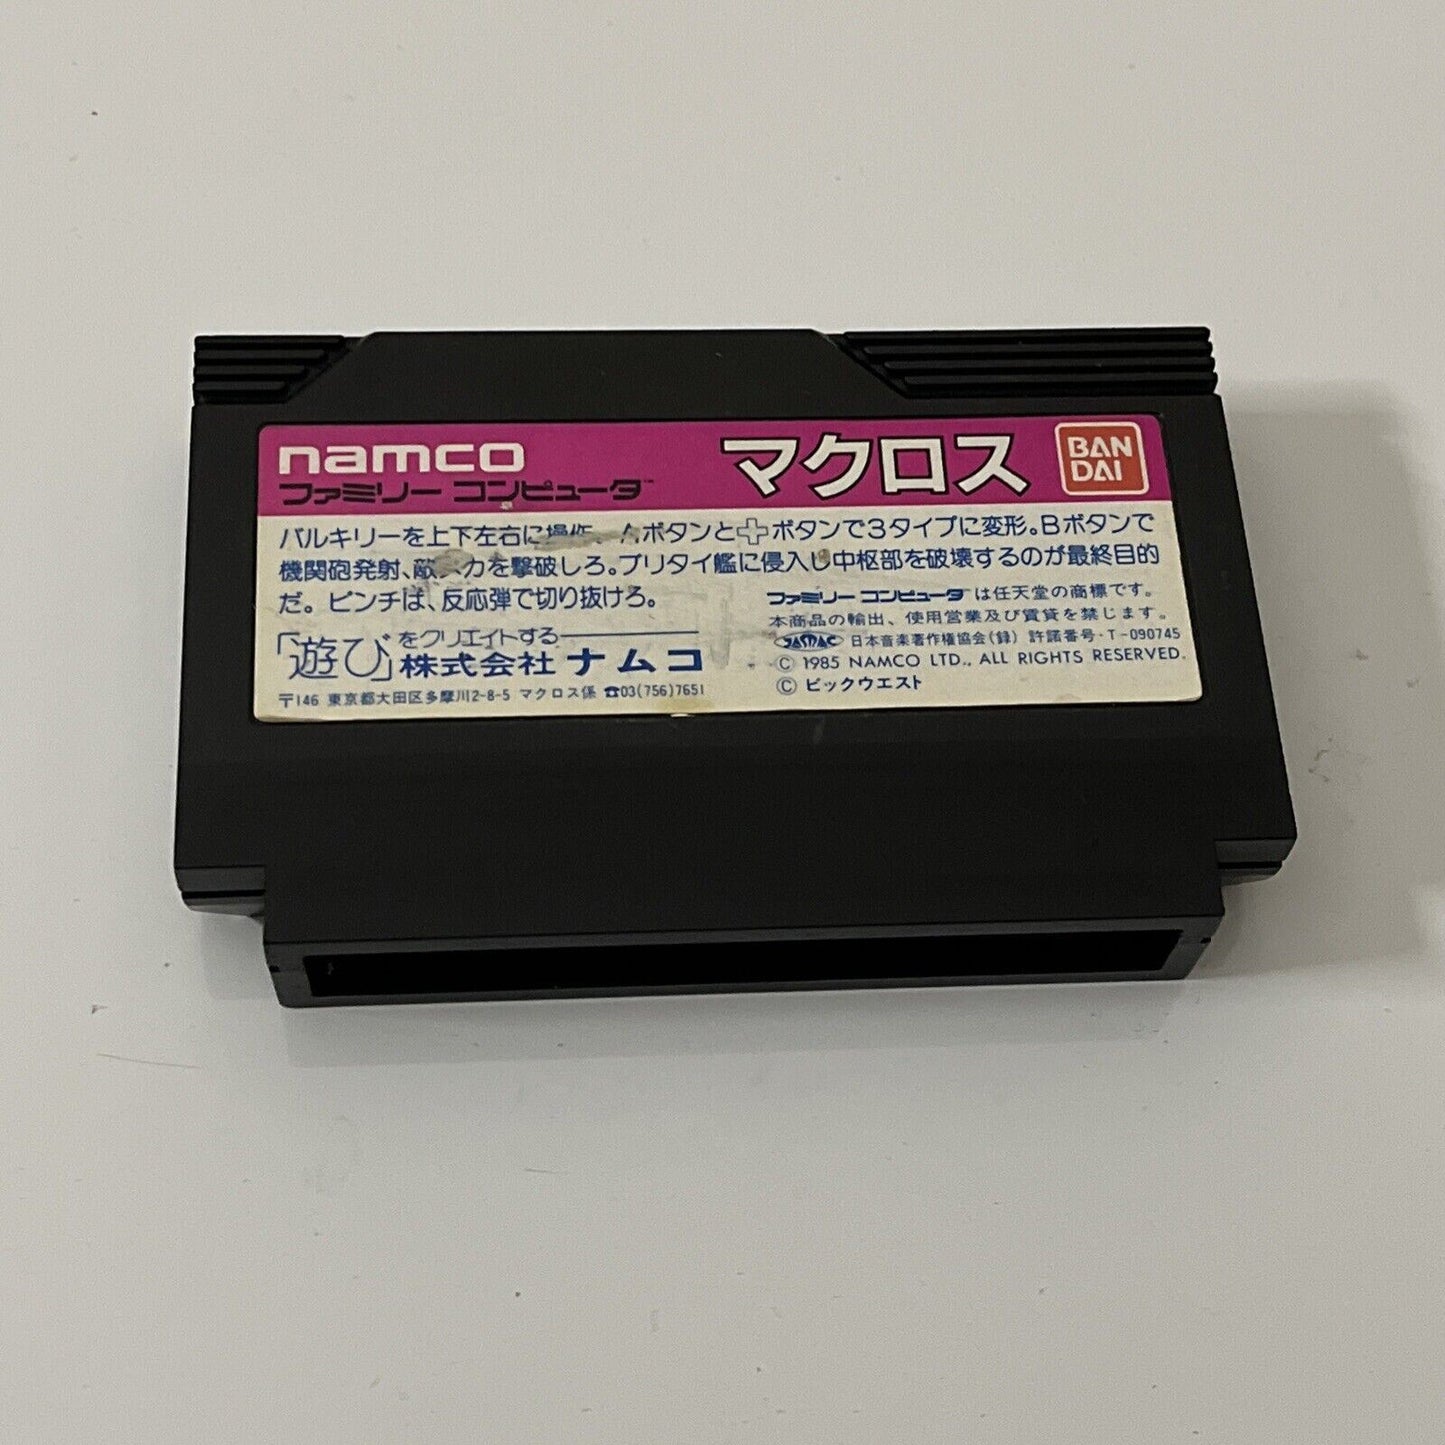 namco
ファミリー コンピュータ™
マクロス
BAN
DAI
バルキリーを上下左右に操作、Aボタンと✚ボタンで3タイプに変形。Bボタンで
機関砲発射、敵メカを撃破しろ。ブリタイ艦に侵入し中枢部を破壊するのが最終目的
だ。ピンチは、反応弾で切り抜けろ。
「遊び」をクリエイトする
株式会社 ナムコ
〒146 東京都大田区多摩川2-8-5 マクロス係 ☎03(756)7651
ファミリー コンピュータは任天堂の商標です。
本商品の輸出、使用営業及び賃貸を禁じます。
JASRAC 日本音楽著作権協会(録) 許諾番号・T-090745
© 1985 NAMCO LTD., ALL RIGHTS RESERVED.
© ビックウエスト